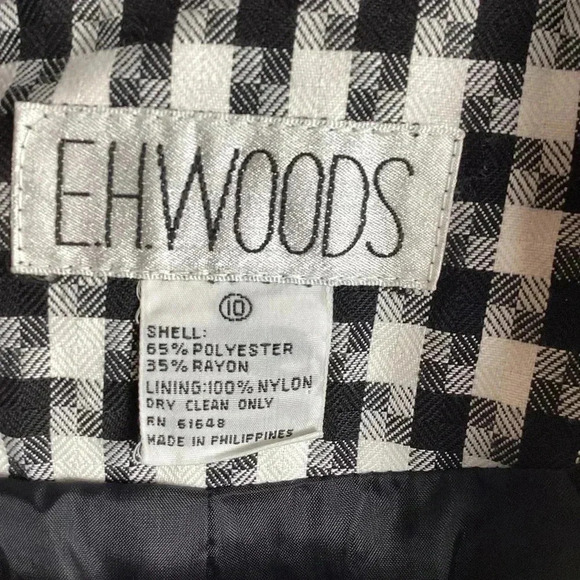 E.H.WOODS
10
SHELL:
65% POLYESTER
35% RAYON
LINING:100% NYLON
DRY CLEAN ONLY
RN 61648
MADE IN PHILIPPINES